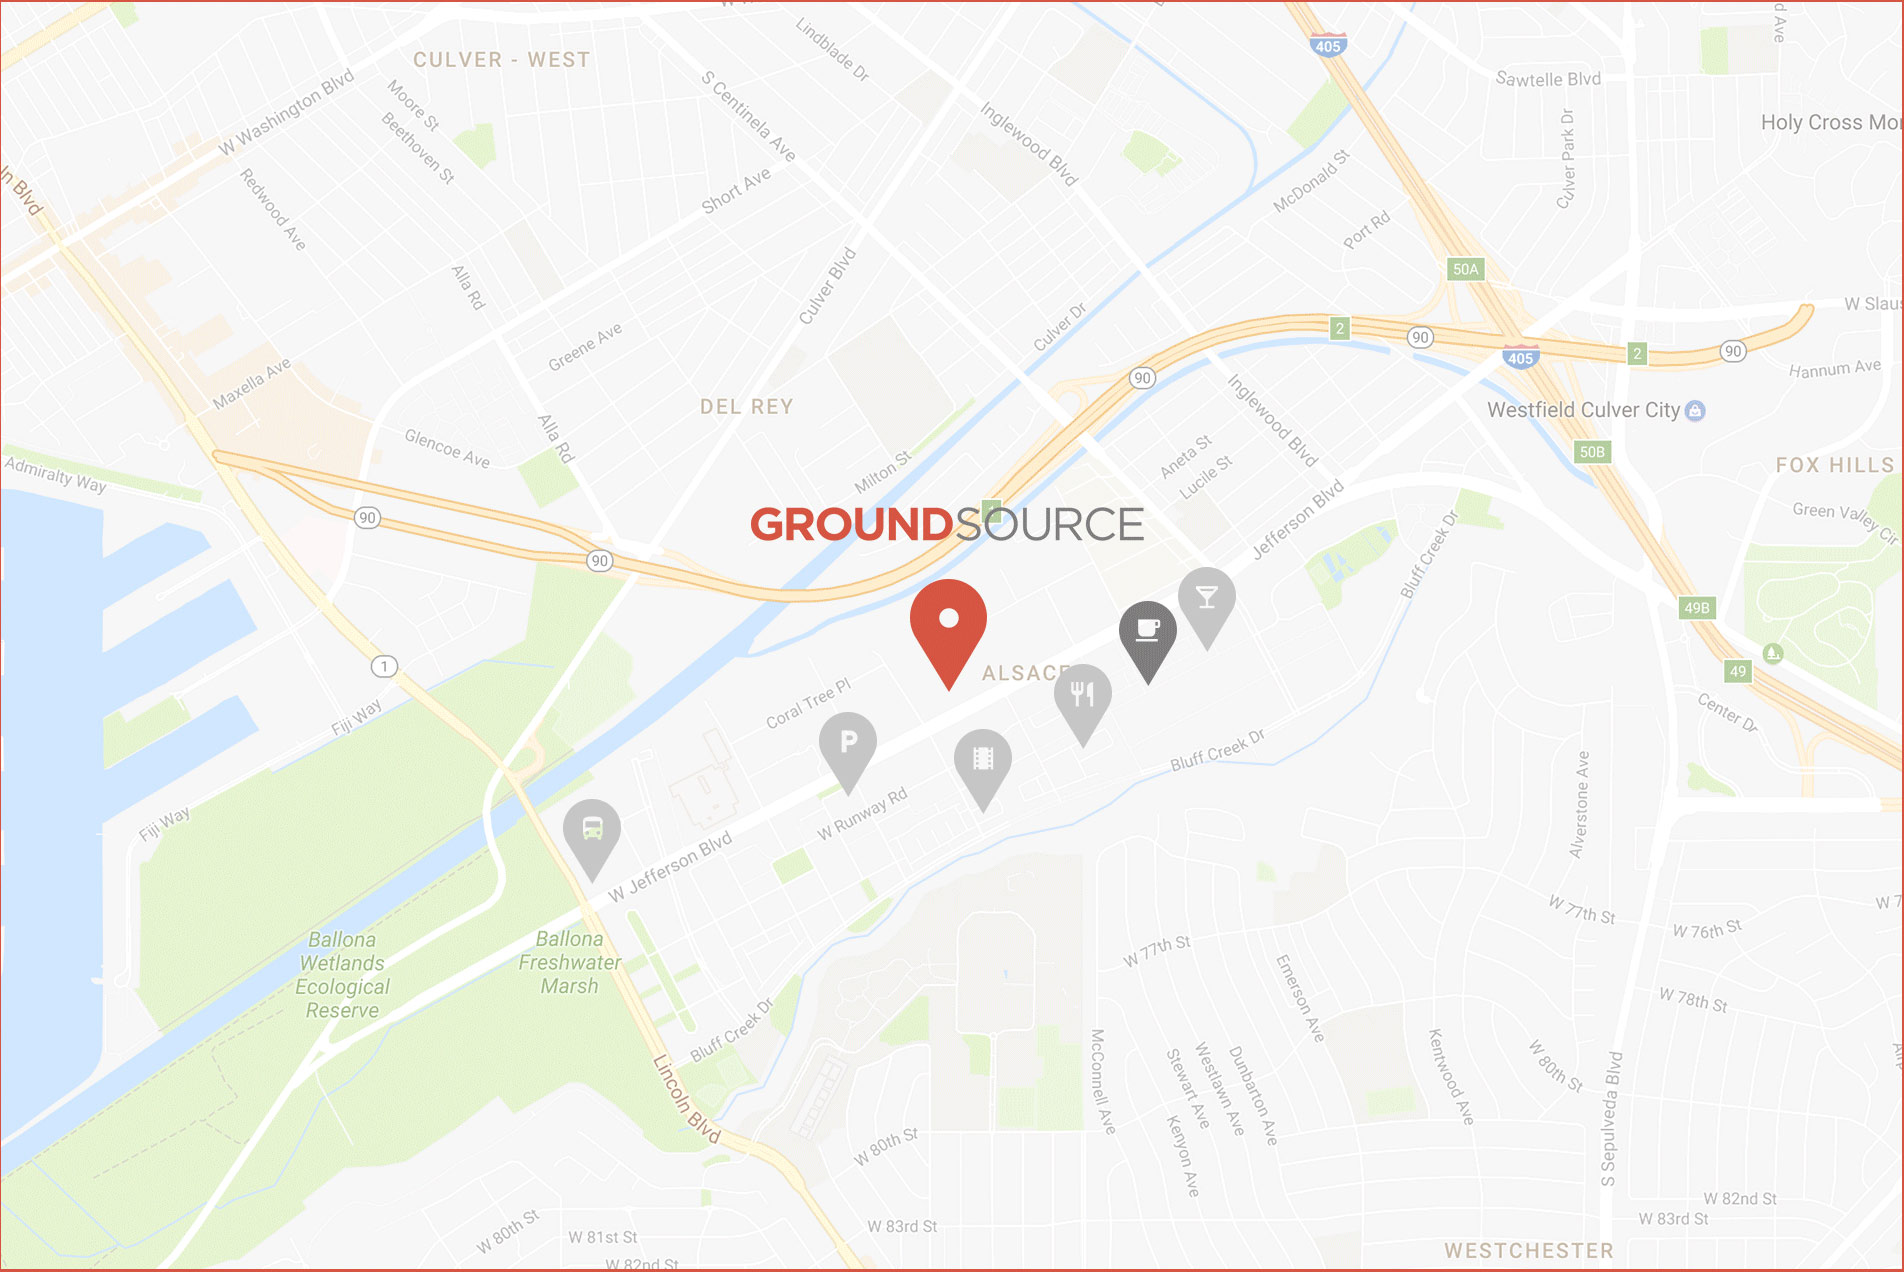 CULVER - WEST
405
Sawtelle Blvd
Lindblade Dr
W Washington Blvd
Moore St
Beethoven St
S Centinela Ave
Inglewood Blvd
Culver Park Dr
Holy Cross Mo
d Ave
ln Blvd
Redwood Ave
Short Ave
McDonald St
Port Rd
Alla Rd
Culver Blvd
50A
W Slaus
Greene Ave
Culver Dr
2
90
405
2
90
Hannum Ave
Maxella Ave
90
DEL REY
Inglewood Blvd
Westfield Culver City
Alla Rd
Glencoe Ave
Admiralty Way
Milton St
Aneta St
Lucile St
50B
FOX HILLS
Jefferson Blvd
Green Valley Cir
90
GROUNDSOURCE
90
Bluff Creek Dr
49B
1
ALSACE
49
Coral Tree Pl
Fiji Way
Center Dr
P
Bluff Creek Dr
W Runway Rd
Fiji Way
Alverstone Ave
W Jefferson Blvd
W 77th St
W 7
W 76th St
Ballona
Wetlands
Ecological
Reserve
Ballona
Freshwater
Marsh
W 77th St
Emerson Ave
W 78th St
Bluff Creek Dr
McConnell Ave
Stewart Ave
Westlawn Ave
Dunbarton Ave
Kentwood Ave
W 80th St
Lincoln Blvd
Kenyon Ave
W 80th St
S Sepulveda Blvd
W 82nd St
W 80th St
W 81st St
W 83rd St
W 83rd St
WESTCHESTER
W 82nd St